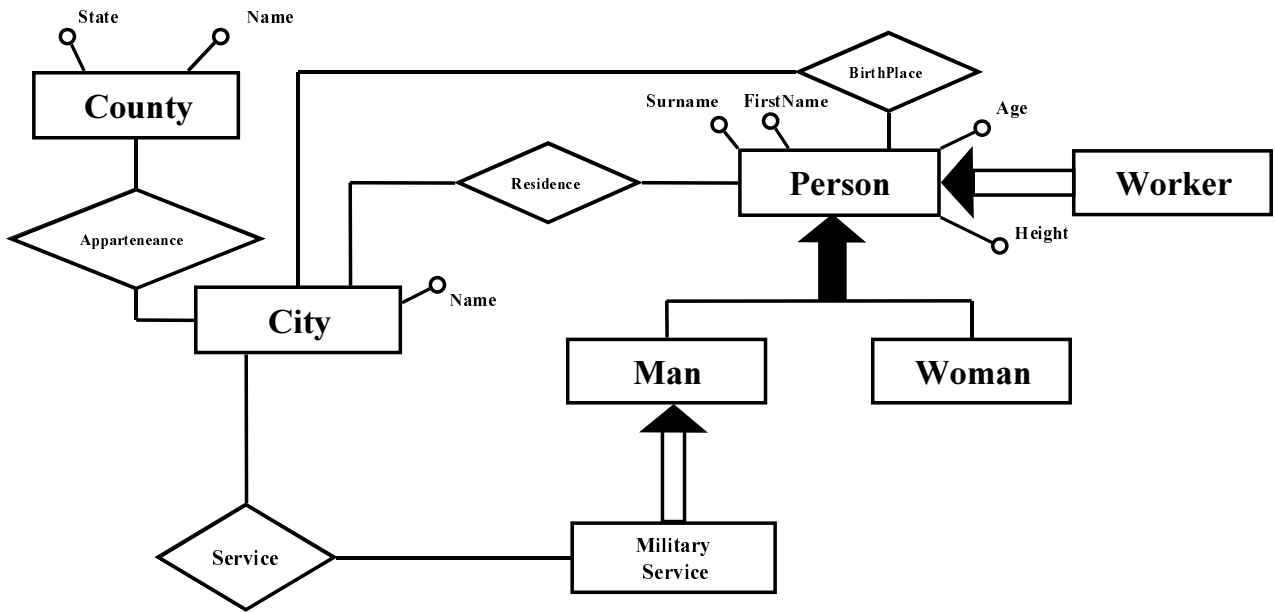 State
Name
County
BirthPlace
Surname
FirstName
Age
Person
Worker
Residence
Height
Apparteneance
City
Name
Man
Woman
Service
Military
Service